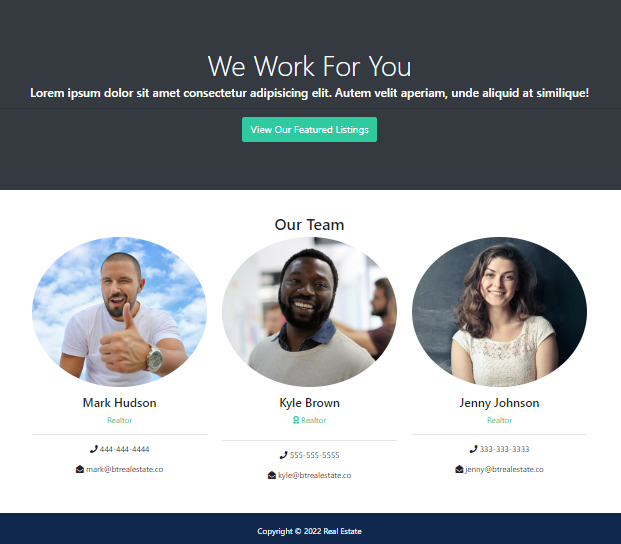 We Work For You
Lorem ipsum dolor sit amet consectetur adipisicing elit. Autem velit aperiam, unde aliquid at similique!
View Our Featured Listings
Our Team
Mark Hudson
Realtor
444-444-4444
mark@btrealestate.co
Kyle Brown
Realtor
555-555-5555
kyle@btrealestate.co
Jenny Johnson
Realtor
333-333-3333
jenny@btrealestate.co
Copyright © 2022 Real Estate